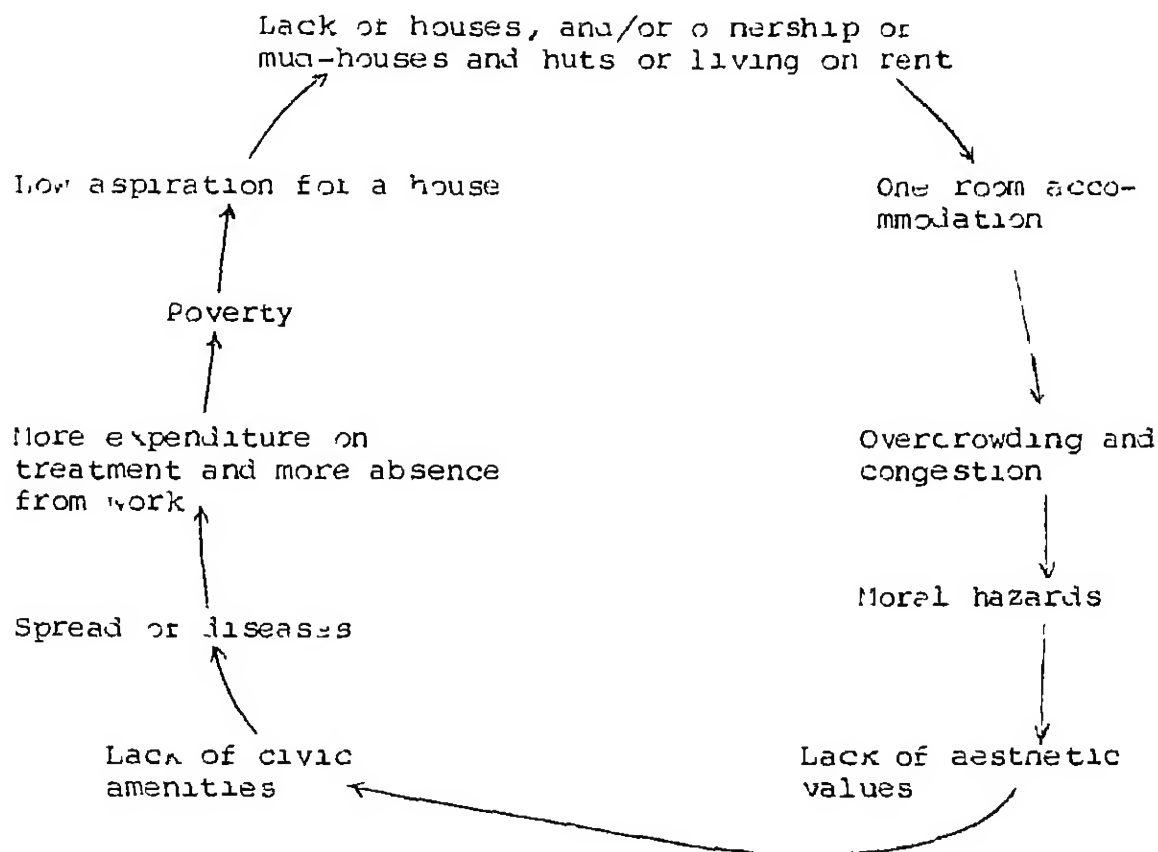 Lack of houses, and/or ownership of
mud-houses and huts or living on rent
Low aspiration for a house
One room acco-
mmodation
Poverty
More expenditure on
treatment and more absence
from work
Overcrowding and
congestion
Moral hazards
Spread of diseases
Lack of civic
amenities
Lack of aesthetic
values